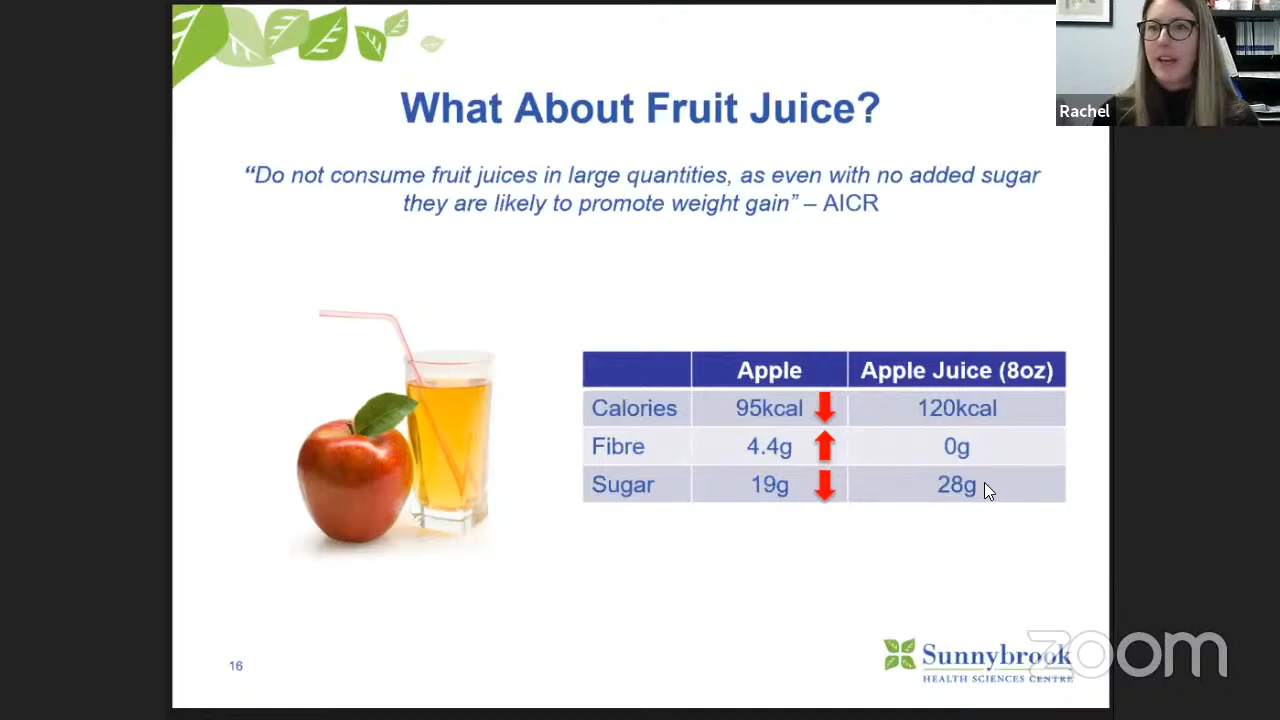 Rachel
What About Fruit Juice?
“Do not consume fruit juices in large quantities, as even with no added sugar
they are likely to promote weight gain” – AICR
Apple Apple Juice (8oz)
Calories 95kcal 120kcal
Fibre 4.4g 0g
Sugar 19g 28g
16
Sunnybrook
HEALTH SCIENCES CENTRE
zoom